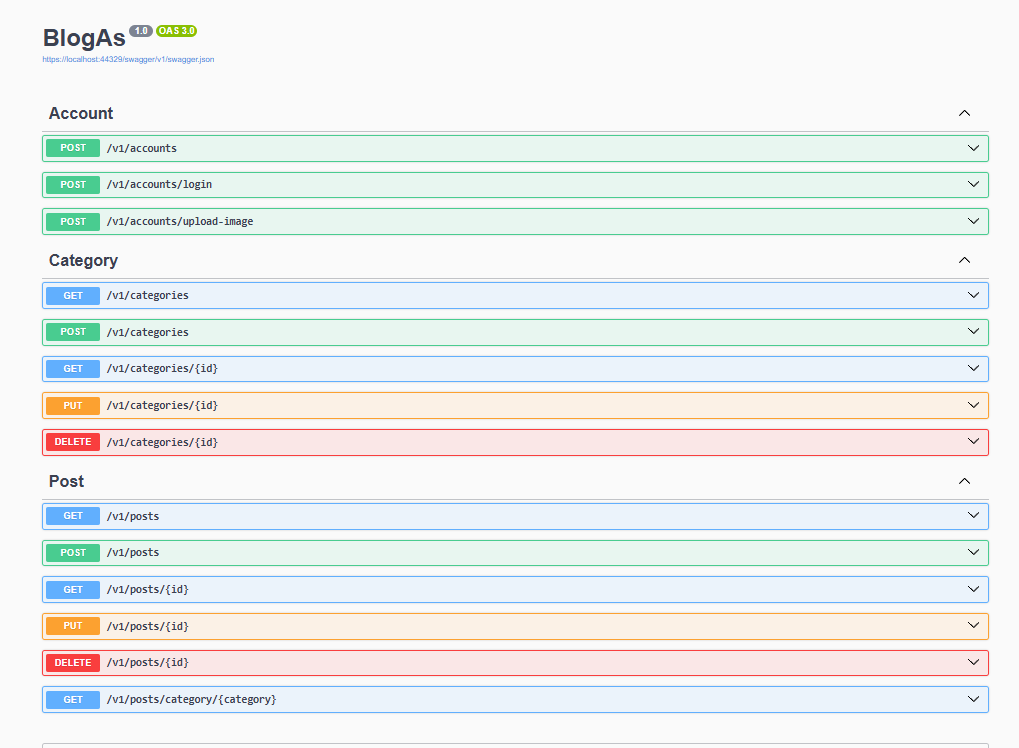 BlogAs 1.0 OAS 3.0
https://localhost:44329/swagger/v1/swagger.json
Account
POST /v1/accounts
POST /v1/accounts/login
POST /v1/accounts/upload-image
Category
GET /v1/categories
POST /v1/categories
GET /v1/categories/{id}
PUT /v1/categories/{id}
DELETE /v1/categories/{id}
Post
GET /v1/posts
POST /v1/posts
GET /v1/posts/{id}
PUT /v1/posts/{id}
DELETE /v1/posts/{id}
GET /v1/posts/category/{category}